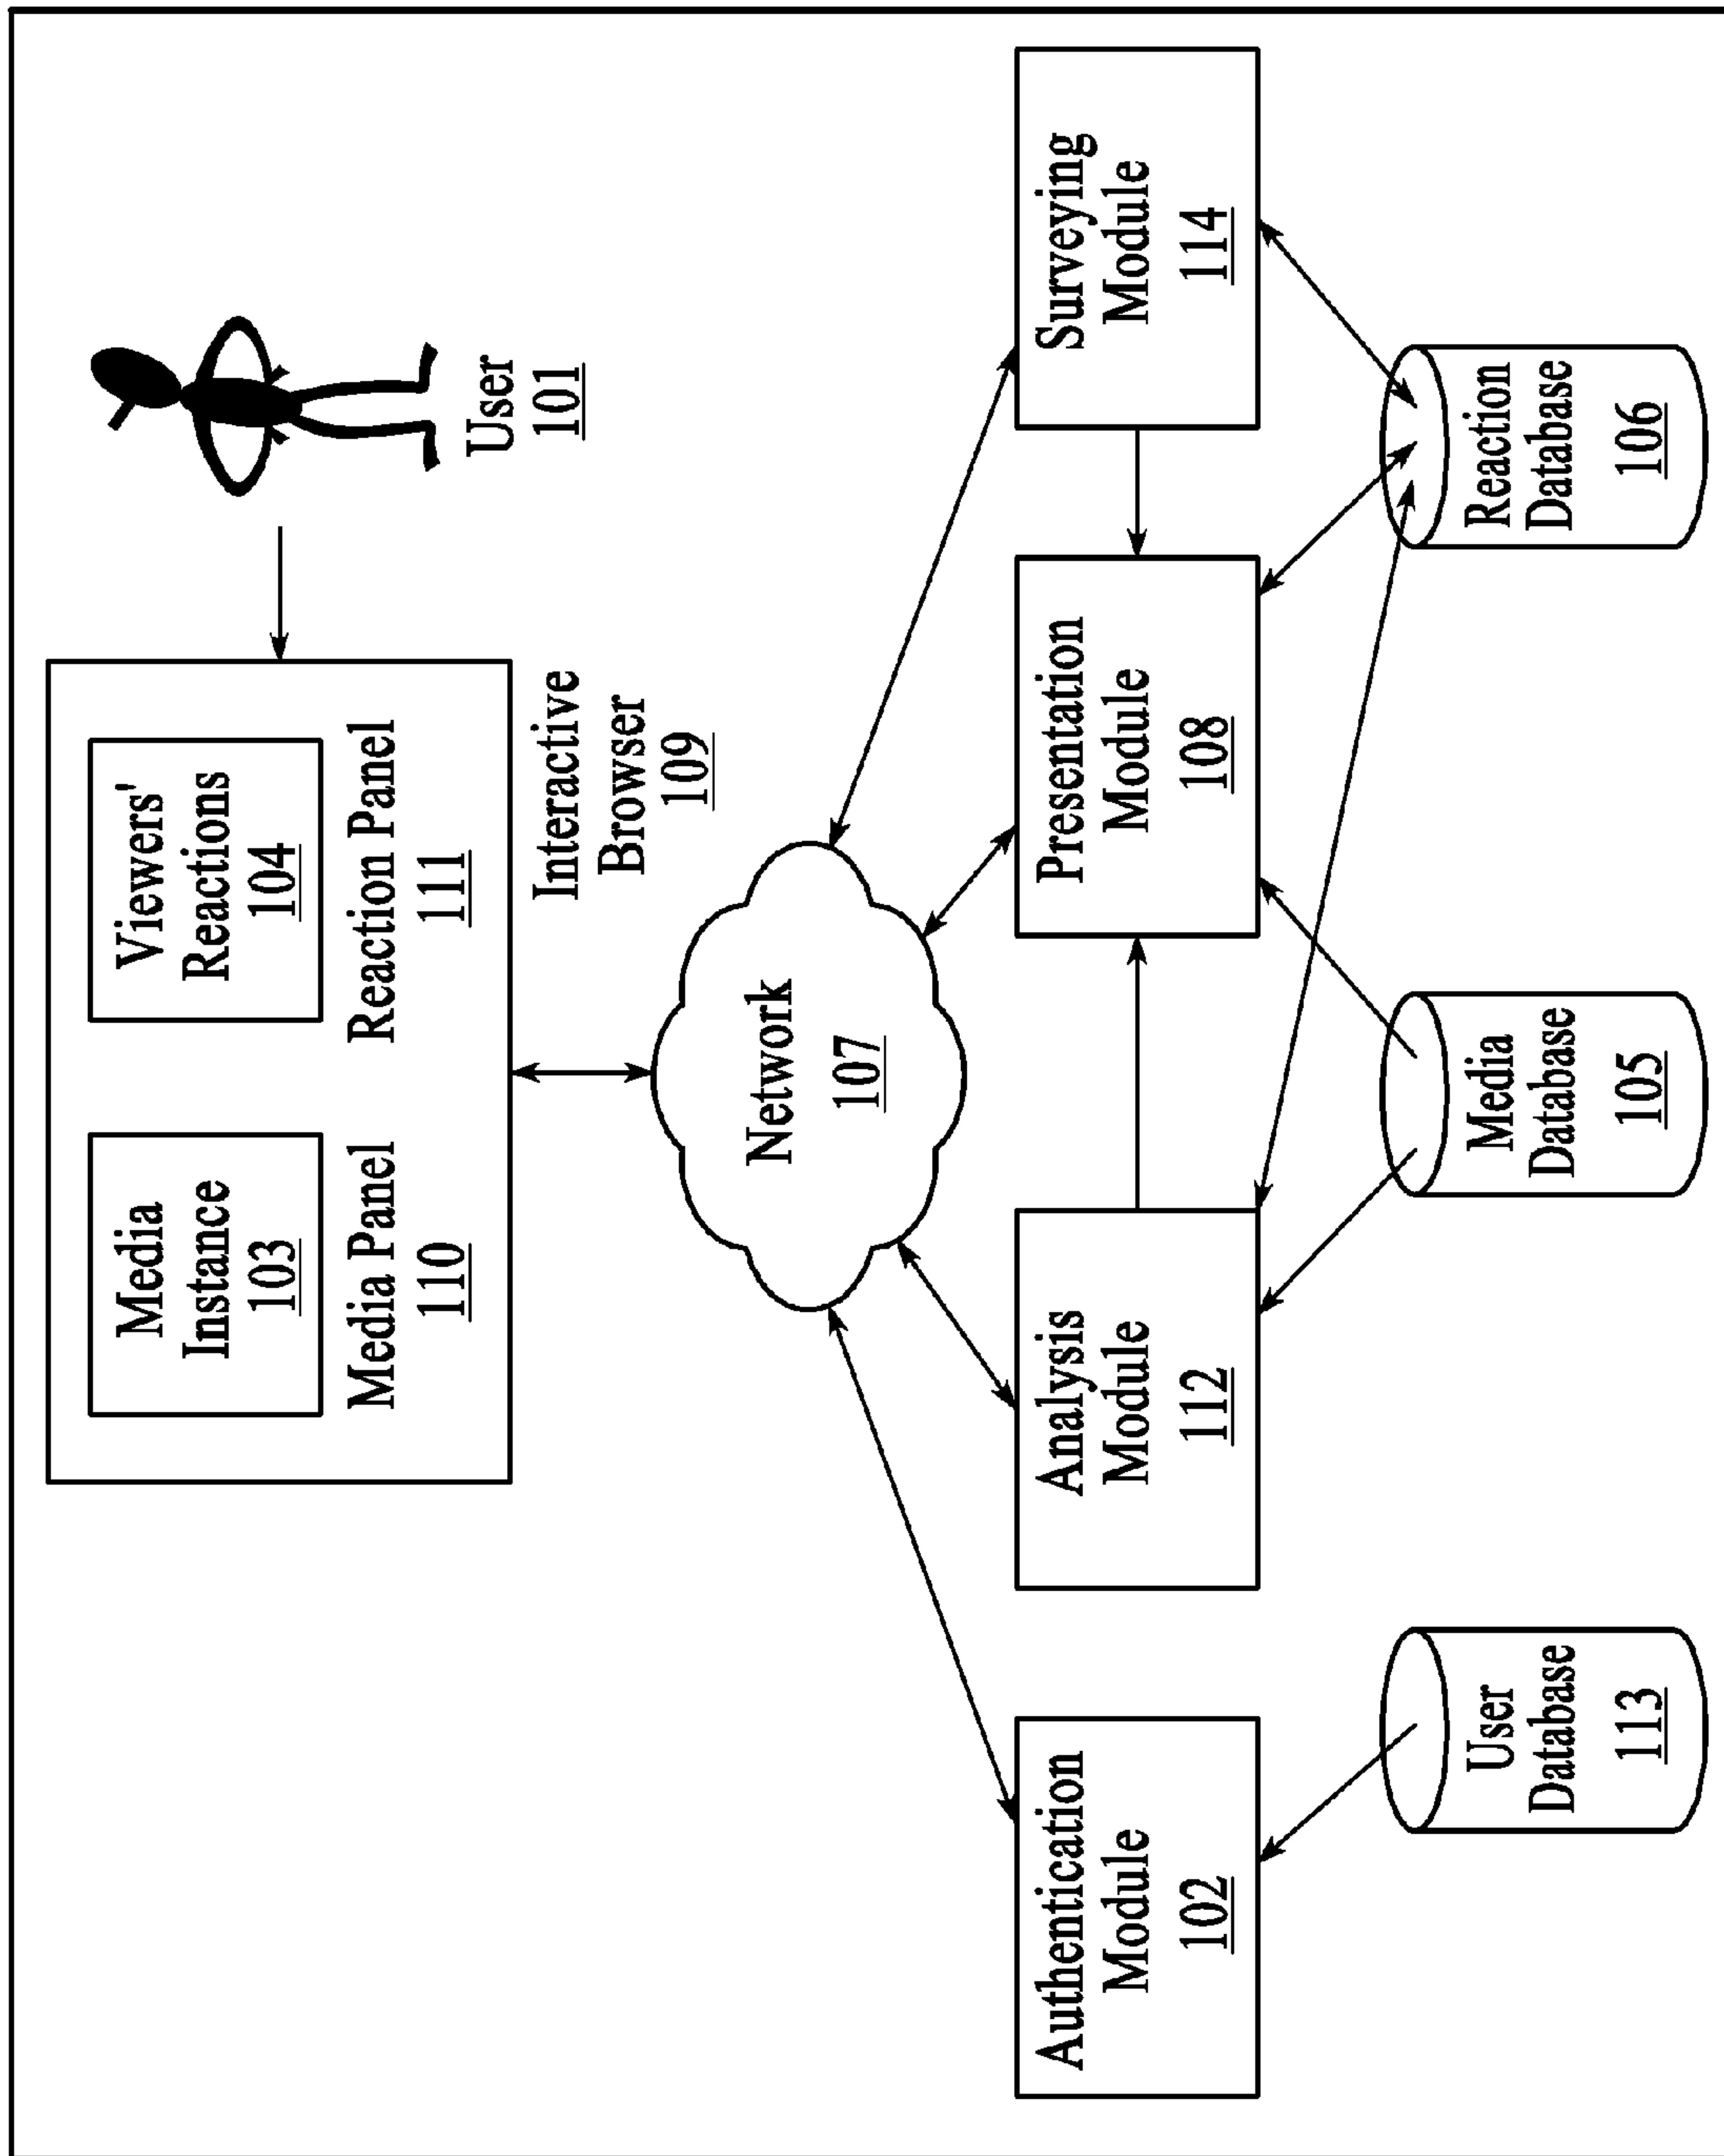 Media
Instance
103
Media Panel
110
Viewers'
Reactions
104
Reaction Panel
111
User
101
Interactive
Browser
109
Network
107
Authentication
Module
102
Analysis
Module
112
Presentation
Module
108
Surveying
Module
114
User
Database
113
Media
Database
105
Reaction
Database
106